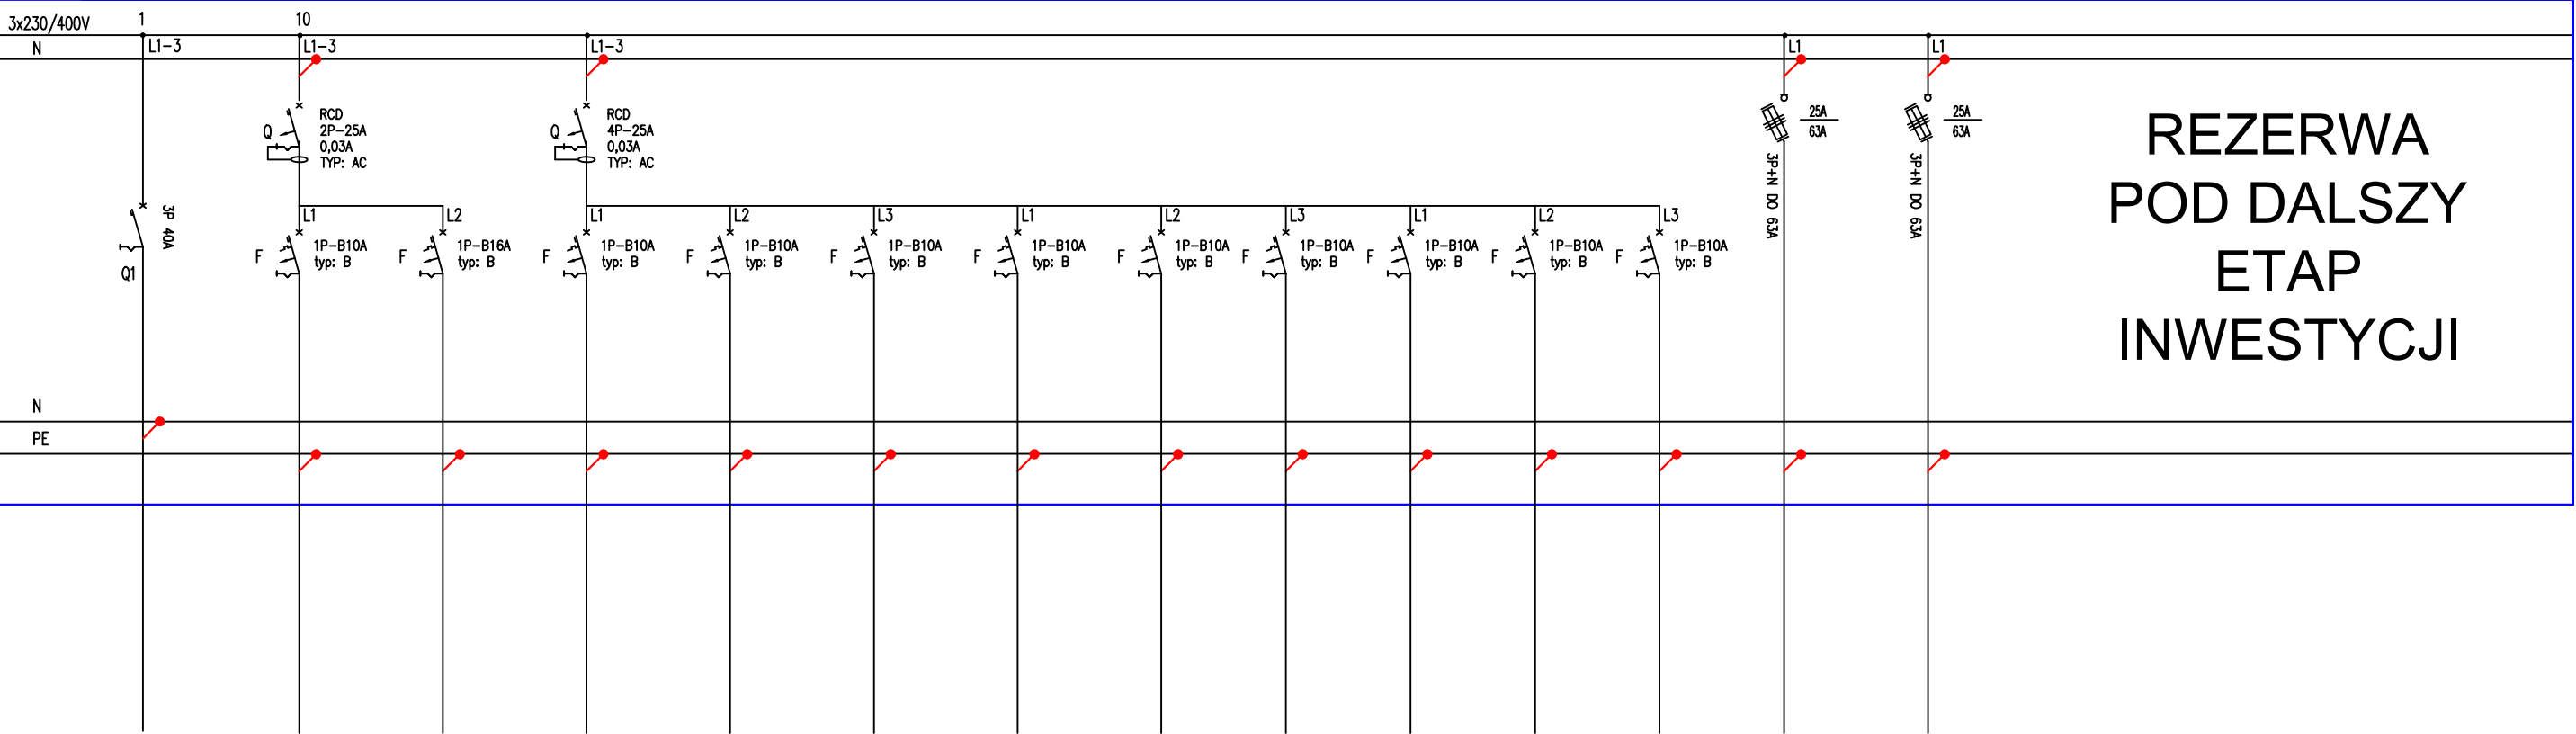 3x230/400V
1
10
N
L1-3
L1-3
L1-3
L1
L1
RCD
2P-25A
0,03A
TYP: AC
Q
RCD
4P-25A
0,03A
TYP: AC
Q
25A
63A
3P+N DO 63A
25A
63A
3P+N DO 63A
REZERWA
POD DALSZY
ETAP
INWESTYCJI
3P 40A
Q1
L1
F
1P-B10A
typ: B
L2
F
1P-B16A
typ: B
L1
F
1P-B10A
typ: B
L2
F
1P-B10A
typ: B
L3
F
1P-B10A
typ: B
L1
F
1P-B10A
typ: B
L2
F
1P-B10A
typ: B
L3
F
1P-B10A
typ: B
L1
F
1P-B10A
typ: B
L2
F
1P-B10A
typ: B
L3
F
1P-B10A
typ: B
N
PE